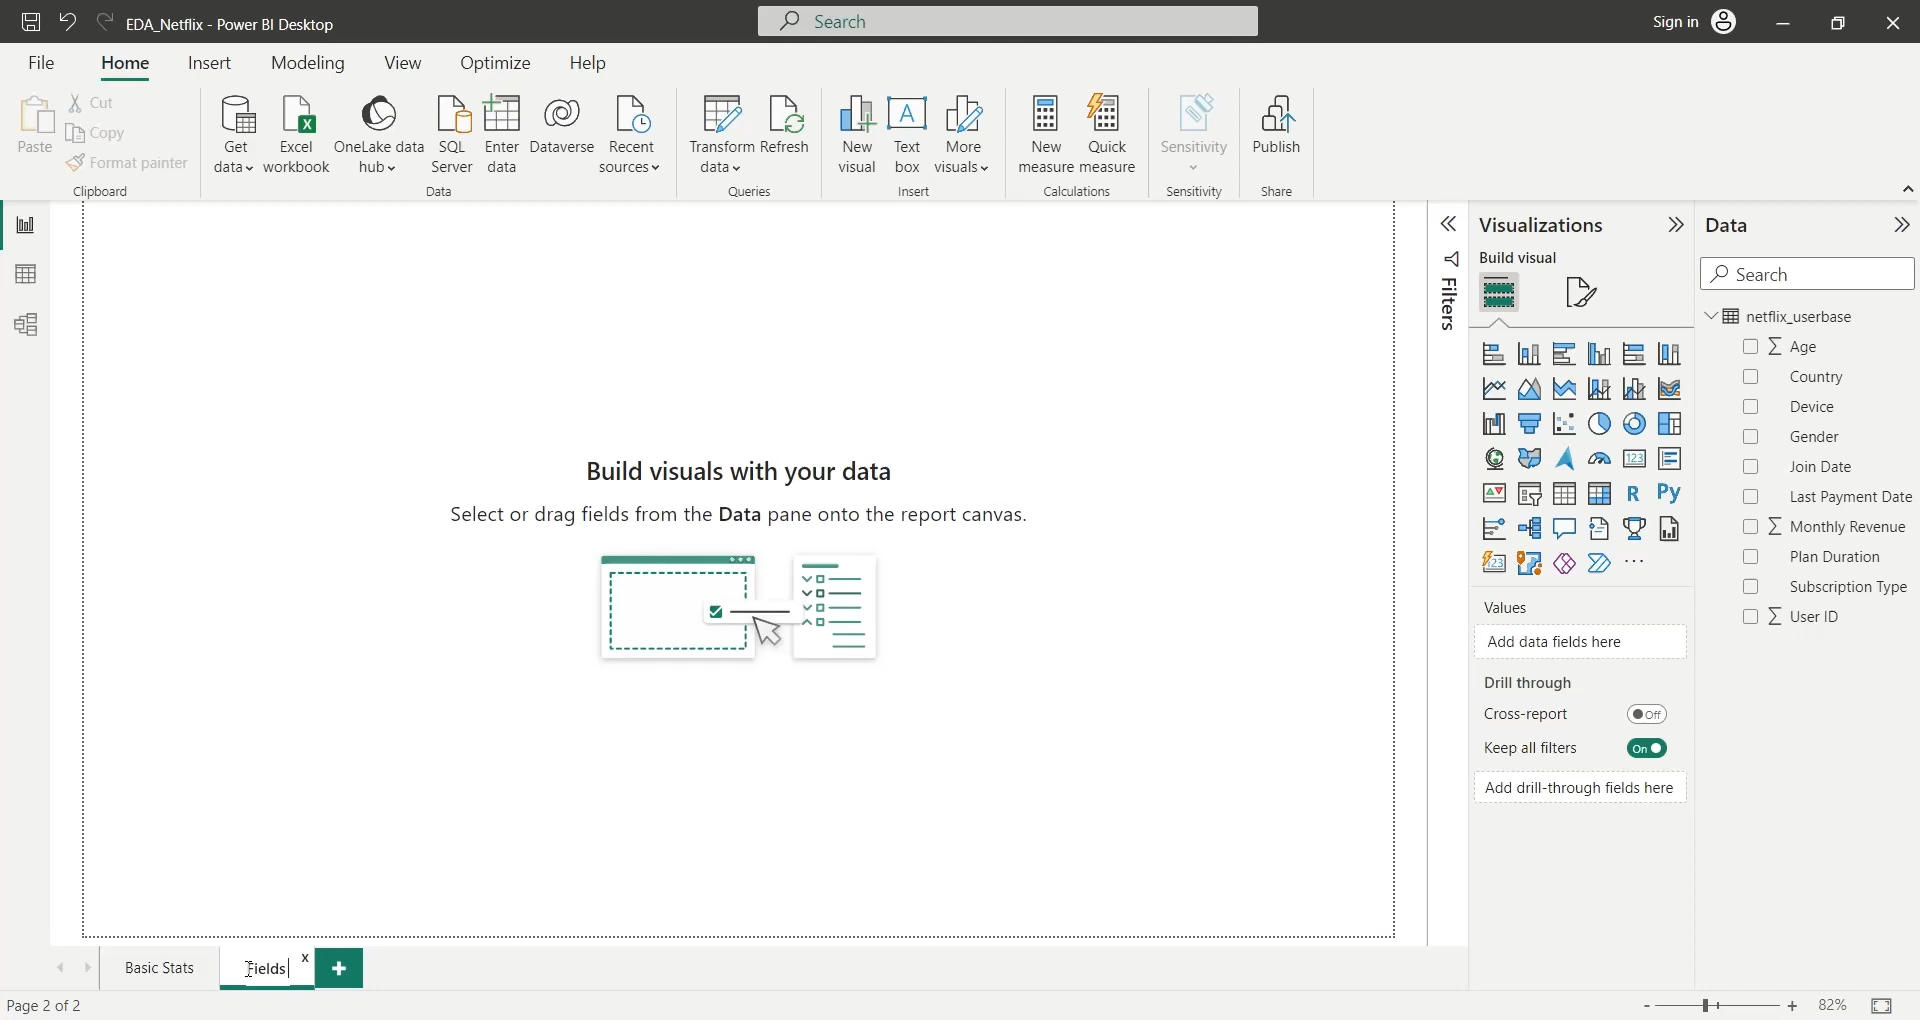 EDA_Netflix - Power BI Desktop
Search
Sign in
File Home Insert Modeling View Optimize Help
Paste
Cut
Copy
Format painter
Clipboard
Get data
Excel workbook
OneLake data hub
SQL Server
Enter data
Dataverse
Recent sources
Data
Transform data
Refresh
Queries
New visual
A
Text box
More visuals
Insert
New measure
Quick measure
Calculations
Sensitivity
Sensitivity
Publish
Share
Build visuals with your data
Select or drag fields from the Data pane onto the report canvas.
Filters
Visualizations
Build visual
123
R
Py
123
Values
Add data fields here
Drill through
Cross-report
Off
Keep all filters
On
Add drill-through fields here
Data
Search
netflix_userbase
Age
Country
Device
Gender
Join Date
Last Payment Date
Monthly Revenue
Plan Duration
Subscription Type
User ID
Basic Stats
Fields
x
+
Page 2 of 2
- + 82%